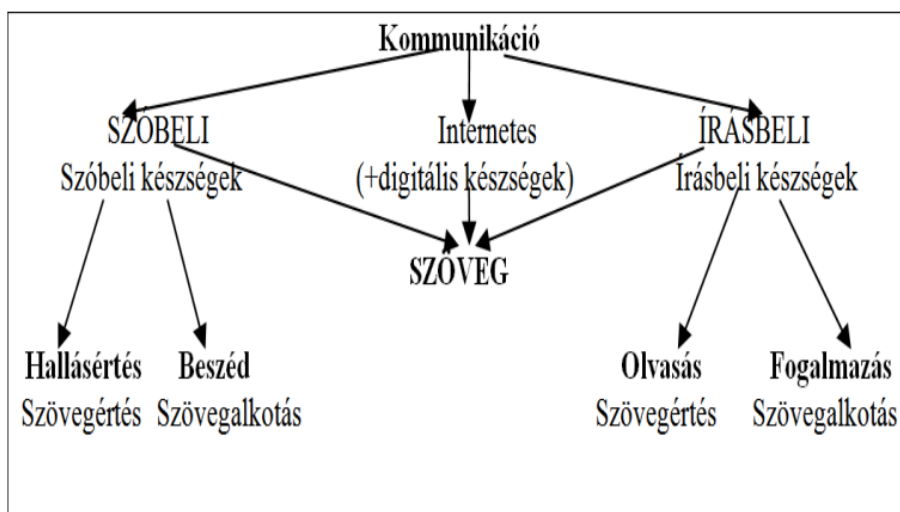 Kommunikáció
SZÓBELI Internetes ÍRÁSBELI
Szóbeli készségek (+digitális készségek) Írásbeli készségek
SZÖVEG
Hallásértés Beszéd Olvasás Fogalmazás
Szövegértés Szövegalkotás Szövegértés Szövegalkotás